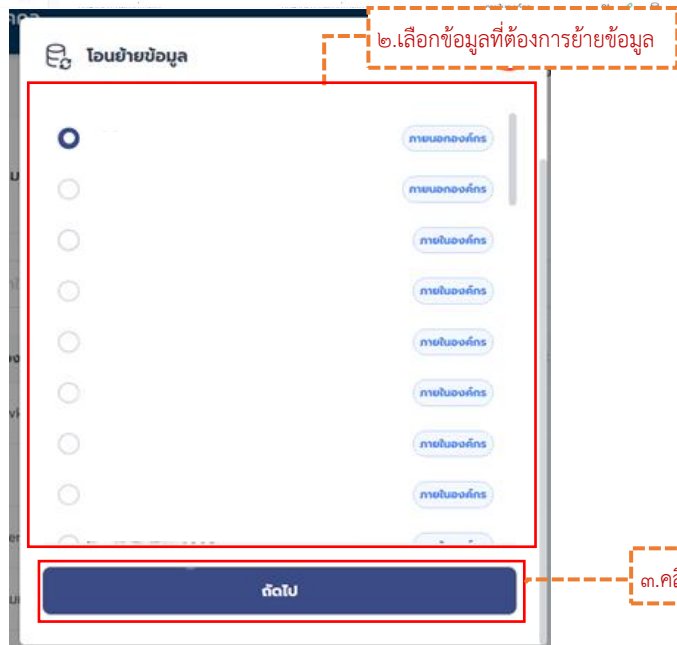 ๒.เลือกข้อมูลที่ต้องการย้ายข้อมูล
โอนย้ายข้อมูล
ภายนอกองค์กร
ภายนอกองค์กร
ภายในองค์กร
ภายในองค์กร
ภายในองค์กร
ภายในองค์กร
ภายในองค์กร
ภายในองค์กร
ถัดไป